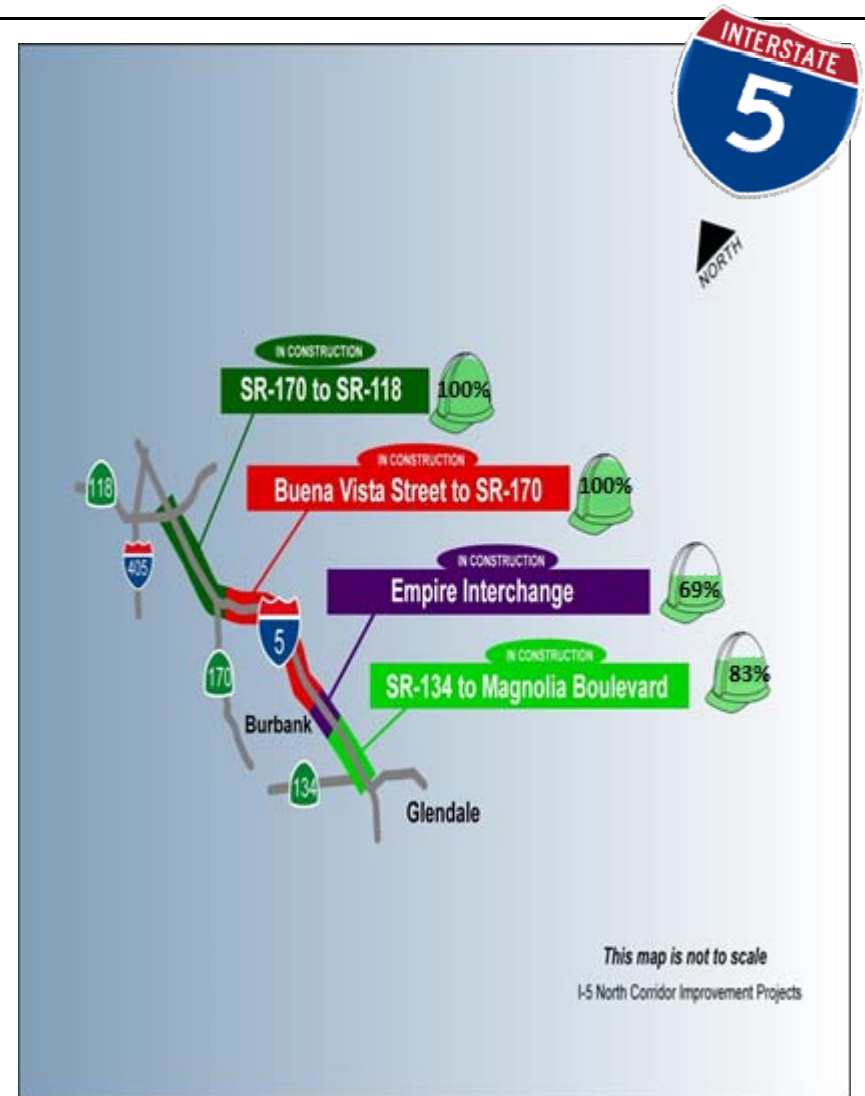 INTERSTATE
5
NORTH
IN CONSTRUCTION
SR-170 to SR-118
100%
IN CONSTRUCTION
Buena Vista Street to SR-170
100%
118
405
IN CONSTRUCTION
Empire Interchange
69%
5
IN CONSTRUCTION
SR-134 to Magnolia Boulevard
83%
170
Burbank
134
Glendale
This map is not to scale
I-5 North Corridor Improvement Projects